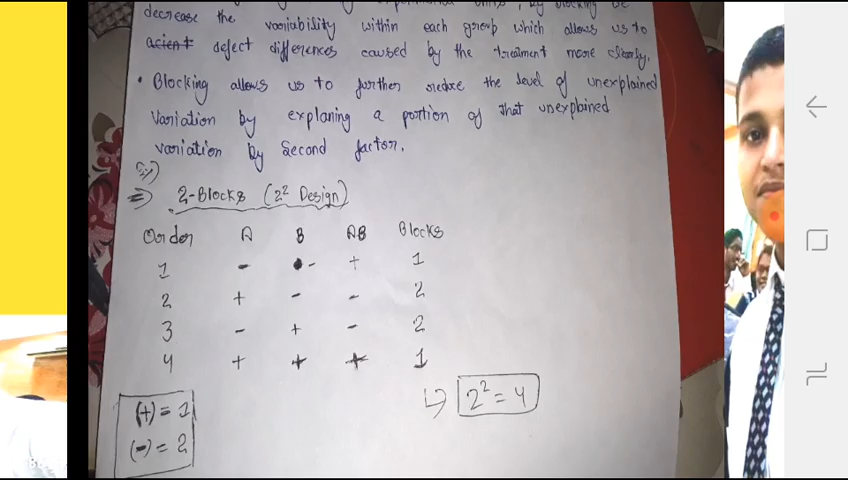 decrease the variability within each group which allows us to
acient defect differences caused by the treatment more clearly.
• Blocking allows us to further reduce the level of unexplained
variation by explaning a portion of that unexplained
variation by second factor.
⇒ 2-Blocks (2² Design)
Order A B AB Blocks
1 - - + 1
2 + - - 2
3 - + - 2
4 + + + 1
↳ 2² = 4
(+) = 1
(-) = 2